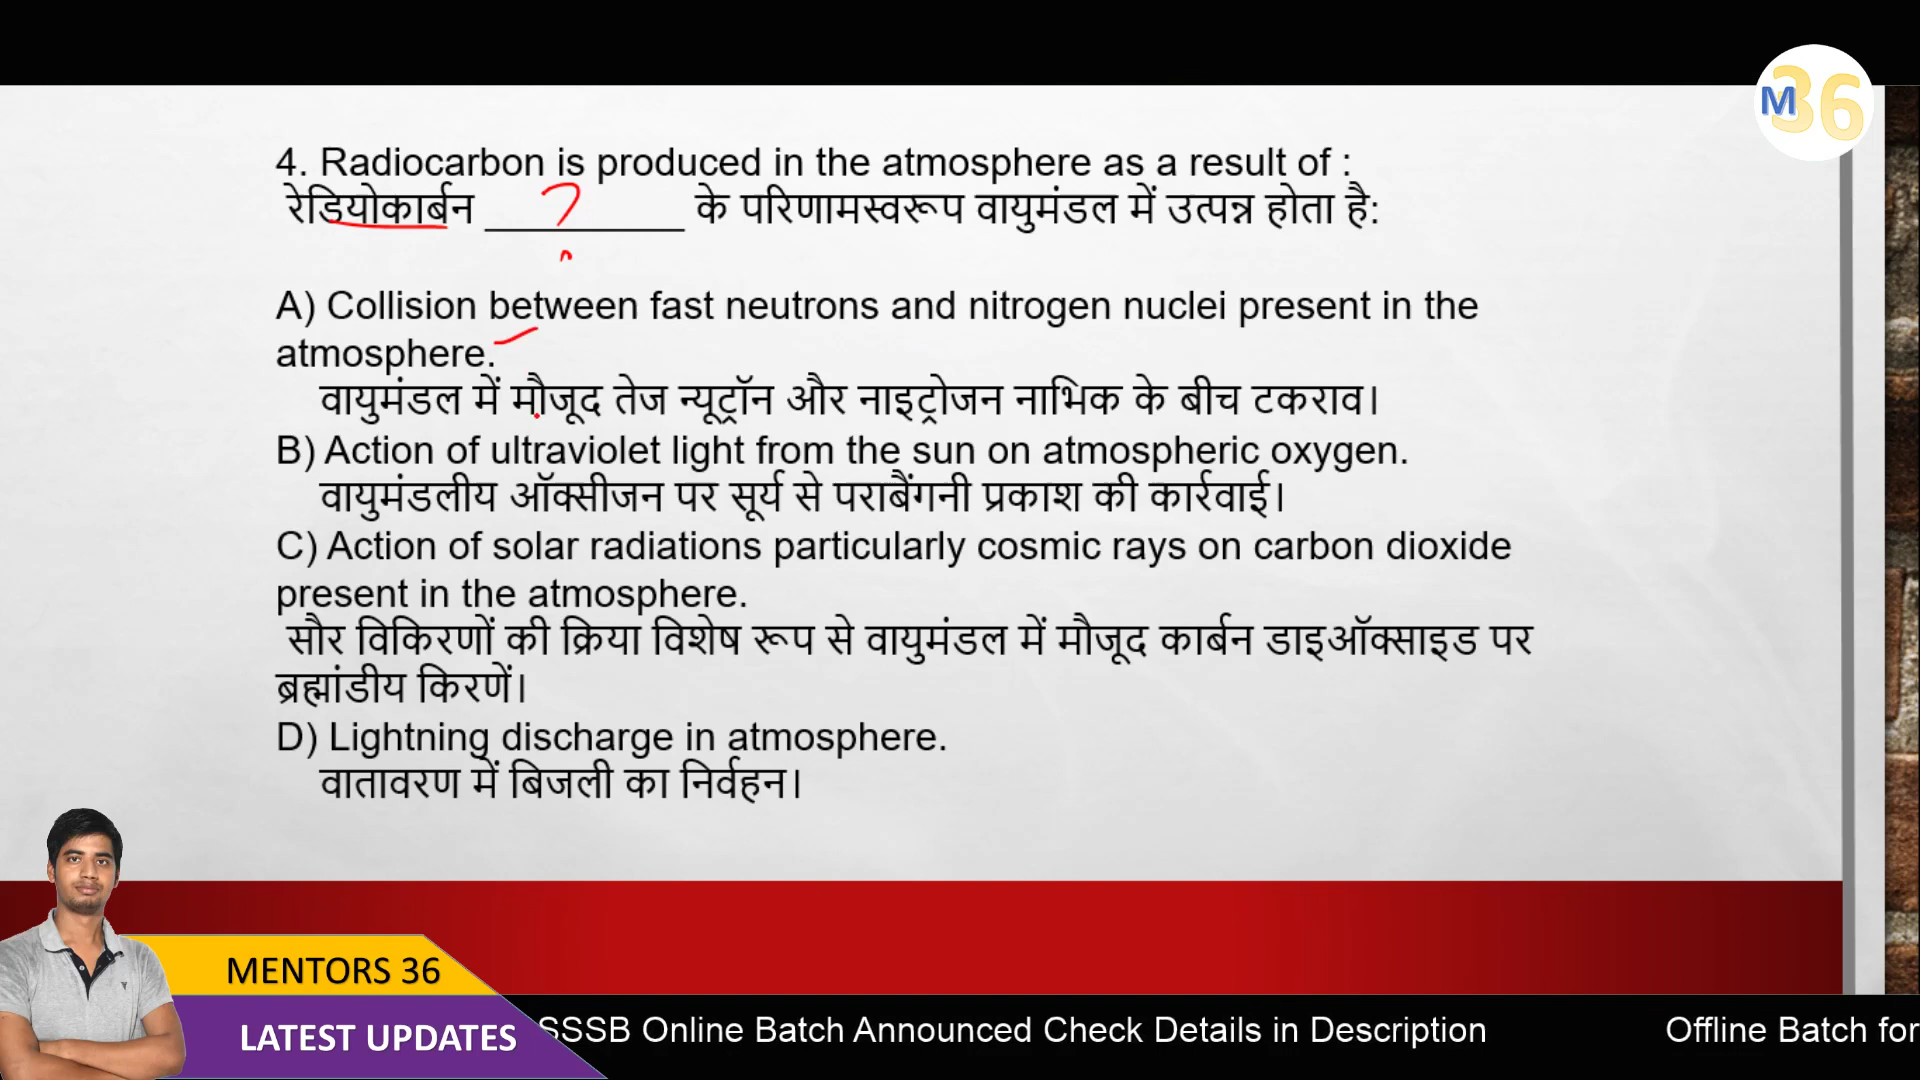 M36
4. Radiocarbon is produced in the atmosphere as a result of :
रेडियोकार्बन __________ के परिणामस्वरूप वायुमंडल में उत्पन्न होता है:
?
A) Collision between fast neutrons and nitrogen nuclei present in the
atmosphere.
वायुमंडल में मौजूद तेज न्यूट्रॉन और नाइट्रोजन नाभिक के बीच टकराव।
B) Action of ultraviolet light from the sun on atmospheric oxygen.
वायुमंडलीय ऑक्सीजन पर सूर्य से पराबैंगनी प्रकाश की कार्रवाई।
C) Action of solar radiations particularly cosmic rays on carbon dioxide
present in the atmosphere.
सौर विकिरणों की क्रिया विशेष रूप से वायुमंडल में मौजूद कार्बन डाइऑक्साइड पर
ब्रह्मांडीय किरणें।
D) Lightning discharge in atmosphere.
वातावरण में बिजली का निर्वहन।
MENTORS 36
LATEST UPDATES
SSSB Online Batch Announced Check Details in Description Offline Batch for